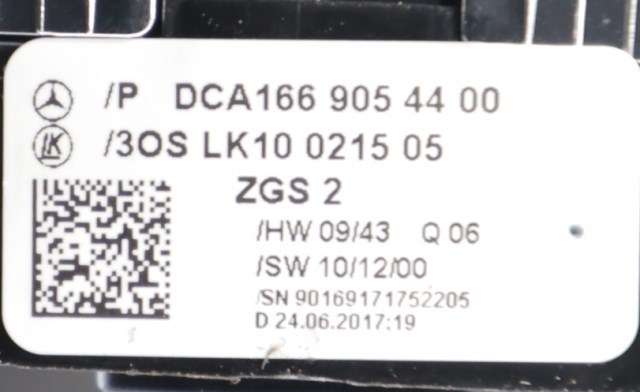 /P DCA166 905 44 00
LK /3OS LK10 0215 05
ZGS 2
/HW 09/43 Q 06
/SW 10/12/00
/SN 90169171752205
D 24.06.2017:19